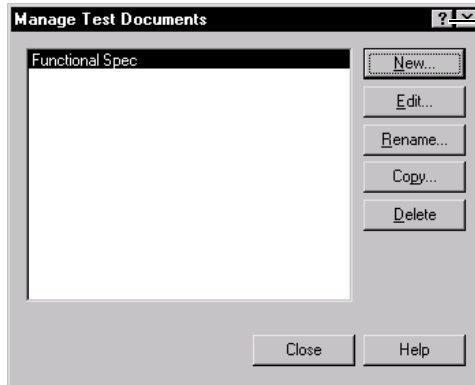 Manage Test Documents
Functional Spec
New...
Edit...
Rename...
Copy...
Delete
Close
Help